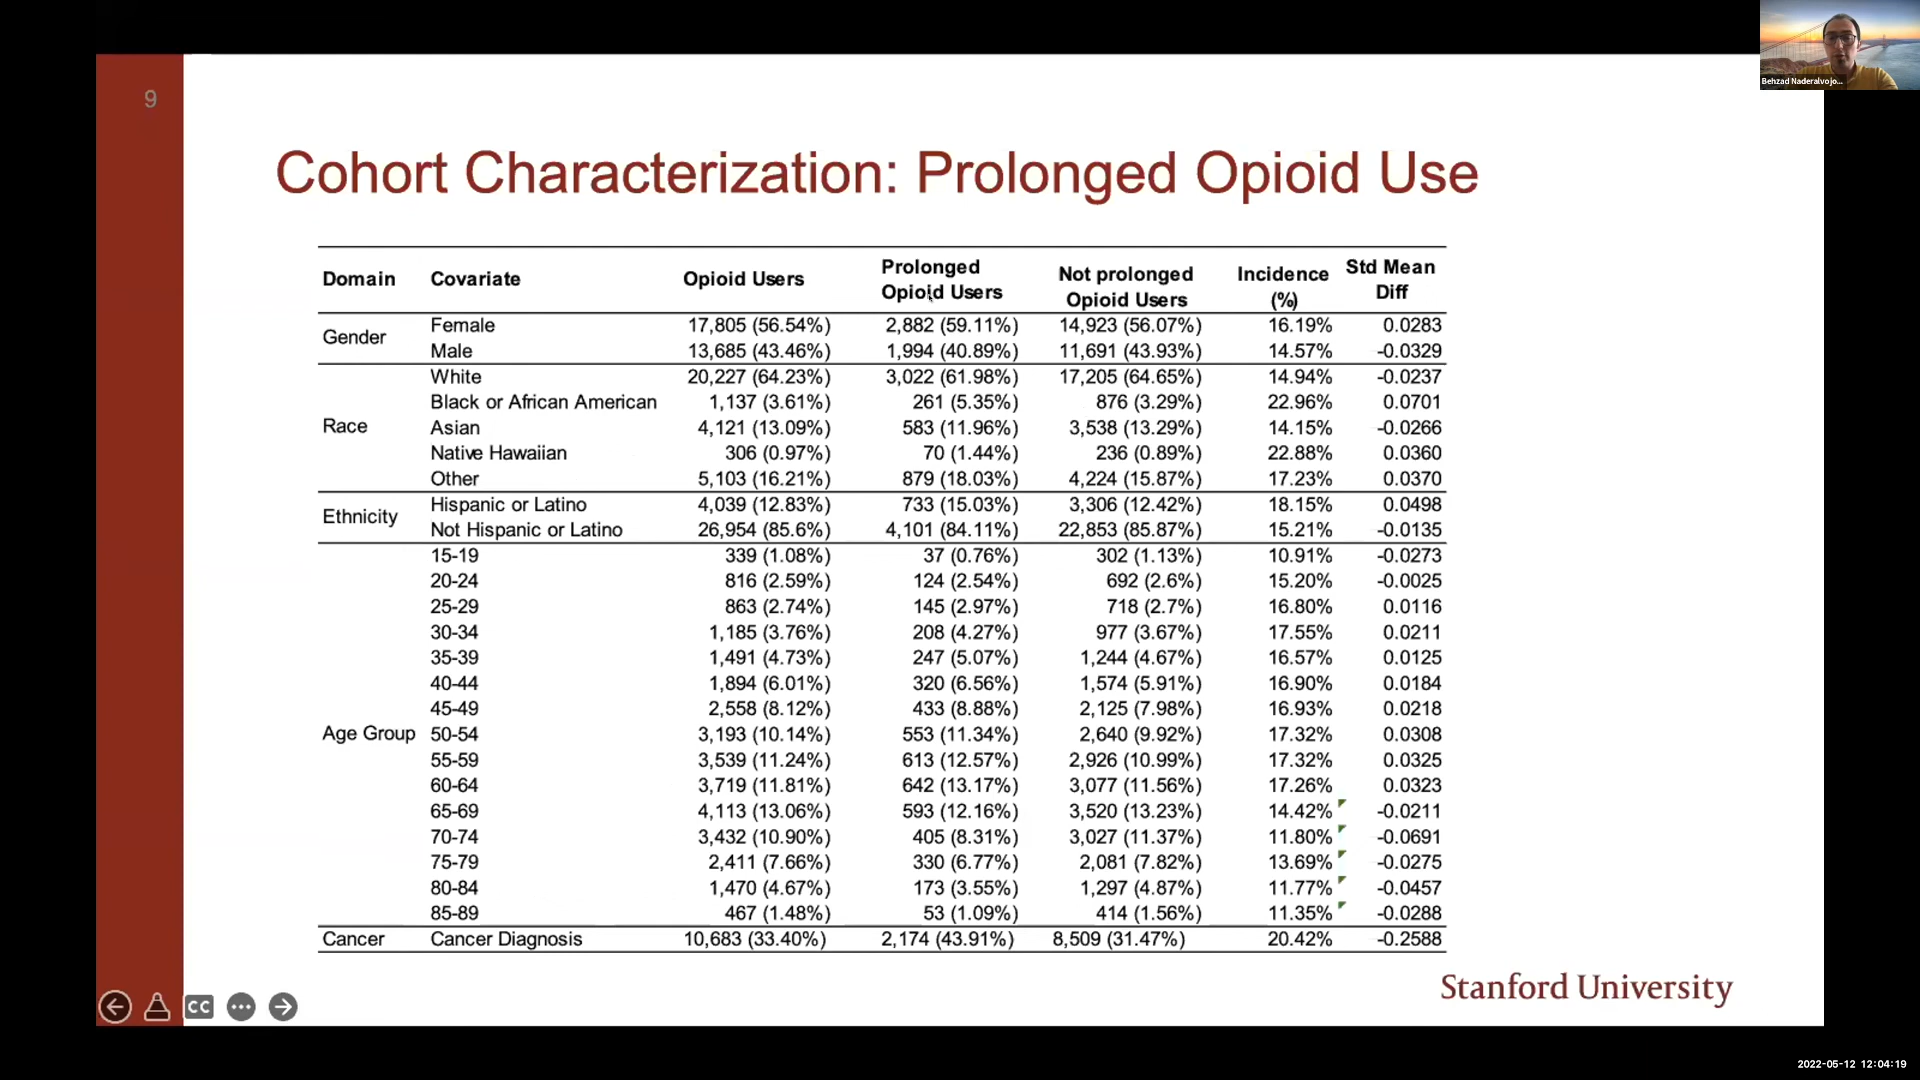 Behzad Naderalvojo...
9
Cohort Characterization: Prolonged Opioid Use
Domain Covariate Opioid Users Prolonged Opioid Users Not prolonged Opioid Users Incidence (%) Std Mean Diff
Gender Female 17,805 (56.54%) 2,882 (59.11%) 14,923 (56.07%) 16.19% 0.0283
Male 13,685 (43.46%) 1,994 (40.89%) 11,691 (43.93%) 14.57% -0.0329
Race White 20,227 (64.23%) 3,022 (61.98%) 17,205 (64.65%) 14.94% -0.0237
Black or African American 1,137 (3.61%) 261 (5.35%) 876 (3.29%) 22.96% 0.0701
Asian 4,121 (13.09%) 583 (11.96%) 3,538 (13.29%) 14.15% -0.0266
Native Hawaiian 306 (0.97%) 70 (1.44%) 236 (0.89%) 22.88% 0.0360
Other 5,103 (16.21%) 879 (18.03%) 4,224 (15.87%) 17.23% 0.0370
Ethnicity Hispanic or Latino 4,039 (12.83%) 733 (15.03%) 3,306 (12.42%) 18.15% 0.0498
Not Hispanic or Latino 26,954 (85.6%) 4,101 (84.11%) 22,853 (85.87%) 15.21% -0.0135
Age Group 15-19 339 (1.08%) 37 (0.76%) 302 (1.13%) 10.91% -0.0273
20-24 816 (2.59%) 124 (2.54%) 692 (2.6%) 15.20% -0.0025
25-29 863 (2.74%) 145 (2.97%) 718 (2.7%) 16.80% 0.0116
30-34 1,185 (3.76%) 208 (4.27%) 977 (3.67%) 17.55% 0.0211
35-39 1,491 (4.73%) 247 (5.07%) 1,244 (4.67%) 16.57% 0.0125
40-44 1,894 (6.01%) 320 (6.56%) 1,574 (5.91%) 16.90% 0.0184
45-49 2,558 (8.12%) 433 (8.88%) 2,125 (7.98%) 16.93% 0.0218
50-54 3,193 (10.14%) 553 (11.34%) 2,640 (9.92%) 17.32% 0.0308
55-59 3,539 (11.24%) 613 (12.57%) 2,926 (10.99%) 17.32% 0.0325
60-64 3,719 (11.81%) 642 (13.17%) 3,077 (11.56%) 17.26% 0.0323
65-69 4,113 (13.06%) 593 (12.16%) 3,520 (13.23%) 14.42% -0.0211
70-74 3,432 (10.90%) 405 (8.31%) 3,027 (11.37%) 11.80% -0.0691
75-79 2,411 (7.66%) 330 (6.77%) 2,081 (7.82%) 13.69% -0.0275
80-84 1,470 (4.67%) 173 (3.55%) 1,297 (4.87%) 11.77% -0.0457
85-89 467 (1.48%) 53 (1.09%) 414 (1.56%) 11.35% -0.0288
Cancer Cancer Diagnosis 10,683 (33.40%) 2,174 (43.91%) 8,509 (31.47%) 20.42% -0.2588
Stanford University
CC
2022-05-12 12:04:19